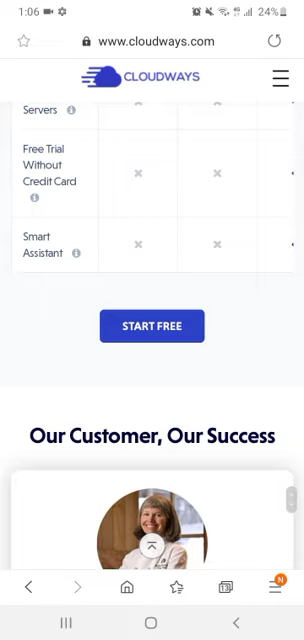 1:06
24%
www.cloudways.com
CLOUDWAYS
Servers
Free Trial
Without
Credit Card
Smart
Assistant
START FREE
Our Customer, Our Success
13
N